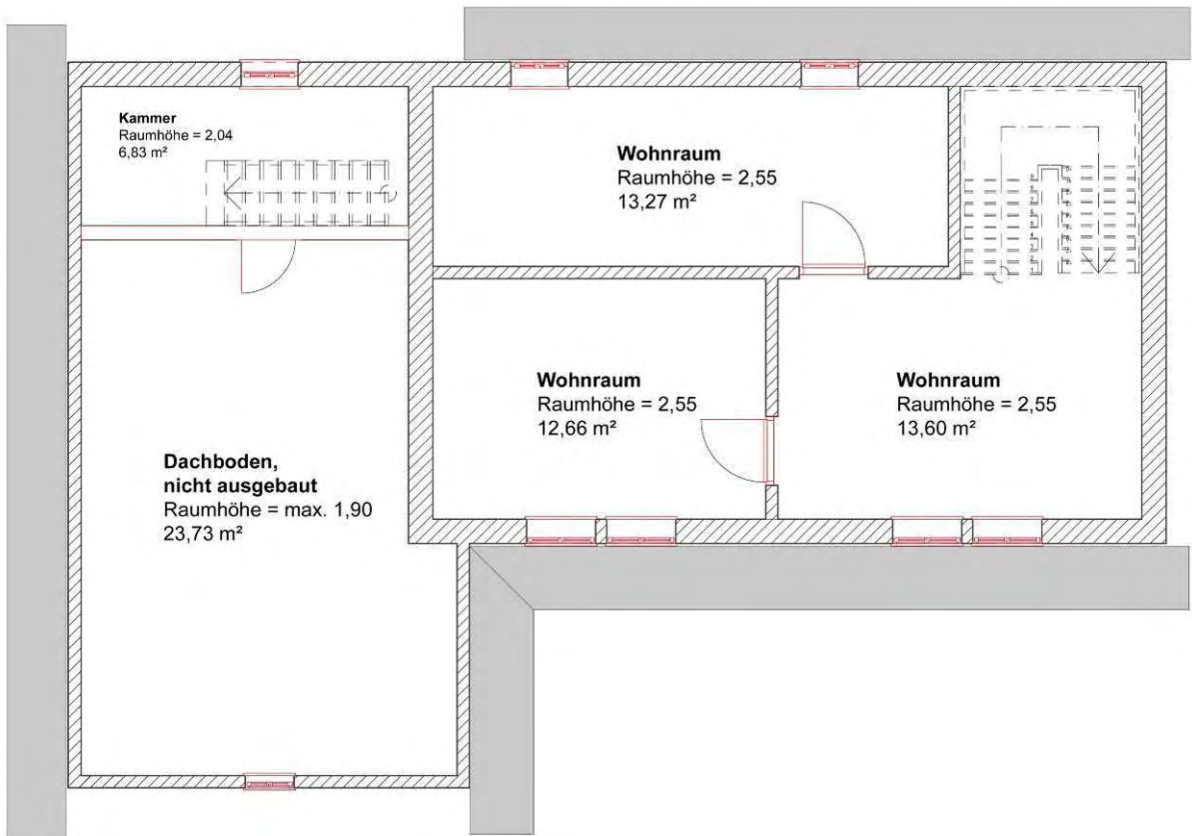 Kammer
Raumhöhe = 2,04
6,83 m²
Wohnraum
Raumhöhe = 2,55
13,27 m²
Wohnraum
Raumhöhe = 2,55
12,66 m²
Wohnraum
Raumhöhe = 2,55
13,60 m²
Dachboden,
nicht ausgebaut
Raumhöhe = max. 1,90
23,73 m²